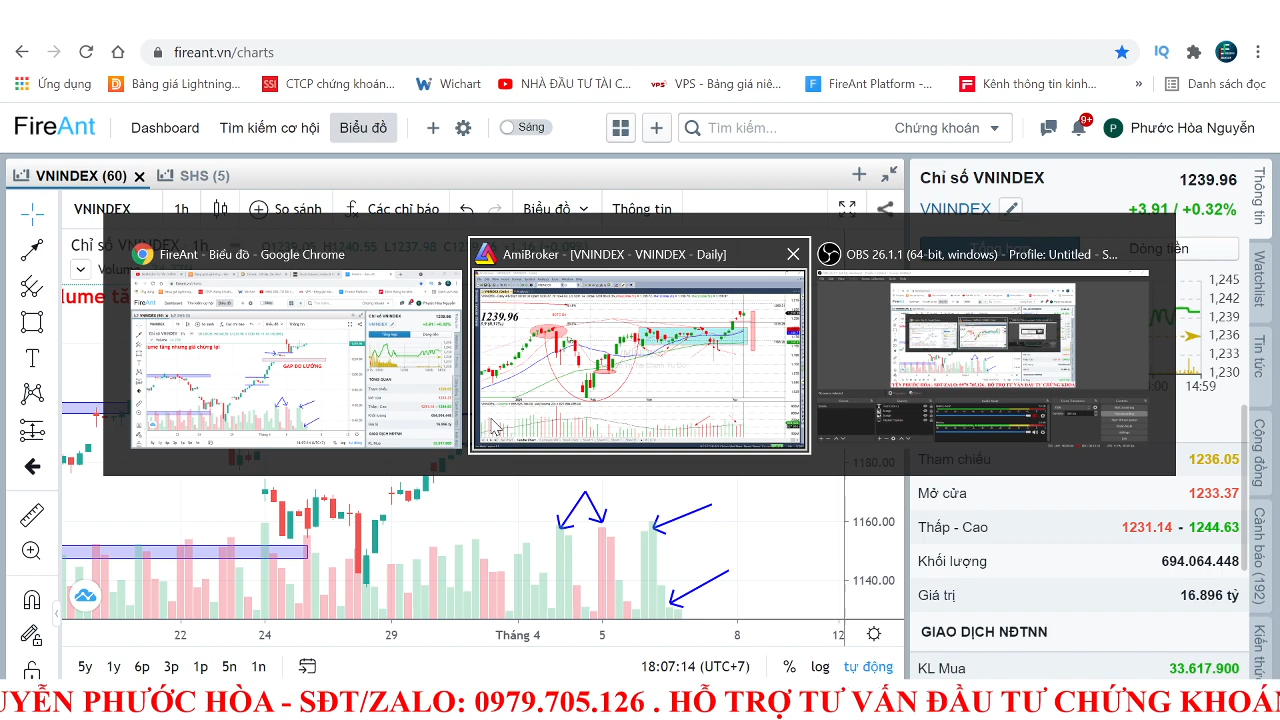 fireant.vn/charts
Ứng dụng
Bảng giá Lightning...
CTCP chứng khoán...
Wichart
NHÀ ĐẦU TƯ TÀI C...
VPS - Bảng giá niê...
FireAnt Platform -...
Kênh thông tin kinh...
»
Danh sách đọc
FireAnt
Dashboard
Tìm kiếm cơ hội
Biểu đồ
Sáng
Tìm kiếm...
Chứng khoán
9+
P
Phước Hòa Nguyễn
VNINDEX (60)
SHS (5)
VNINDEX
1h
So sánh
Các chỉ báo
Biểu đồ
Thông tin
Chỉ số VNINDEX
1239.96
VNINDEX
+3.91 / +0.32%
Dòng tiền
FireAnt - Biểu đồ - Google Chrome
AmiBroker - [VNINDEX - VNINDEX - Daily]
OBS 26.1.1 (64-bit, windows) - Profile: Untitled - S...
1239.96
GAP ĐO LƯỜNG
1,245
1,242
1,239
1,236
1,233
1,230
14:59
1180.00
1160.00
1140.00
Tham chiếu
1236.05
Mở cửa
1233.37
Thấp - Cao
1231.14 - 1244.63
Khối lượng
694.064.448
Giá trị
16.896 tỷ
GIAO DỊCH NĐTNN
KL Mua
33.617.900
22
24
29
Tháng 4
5
8
12
5y
1y
6p
3p
1p
5n
1n
18:07:14 (UTC+7)
%
log
tự động
Thông tin
Watchlist
Tin tức
Cộng đồng
Cảnh báo (192)
Kiến thức
UYỄN PHƯỚC HÒA - SĐT/ZALO: 0979.705.126 . HỖ TRỢ TƯ VẤN ĐẦU TƯ CHỨNG KHOÁN